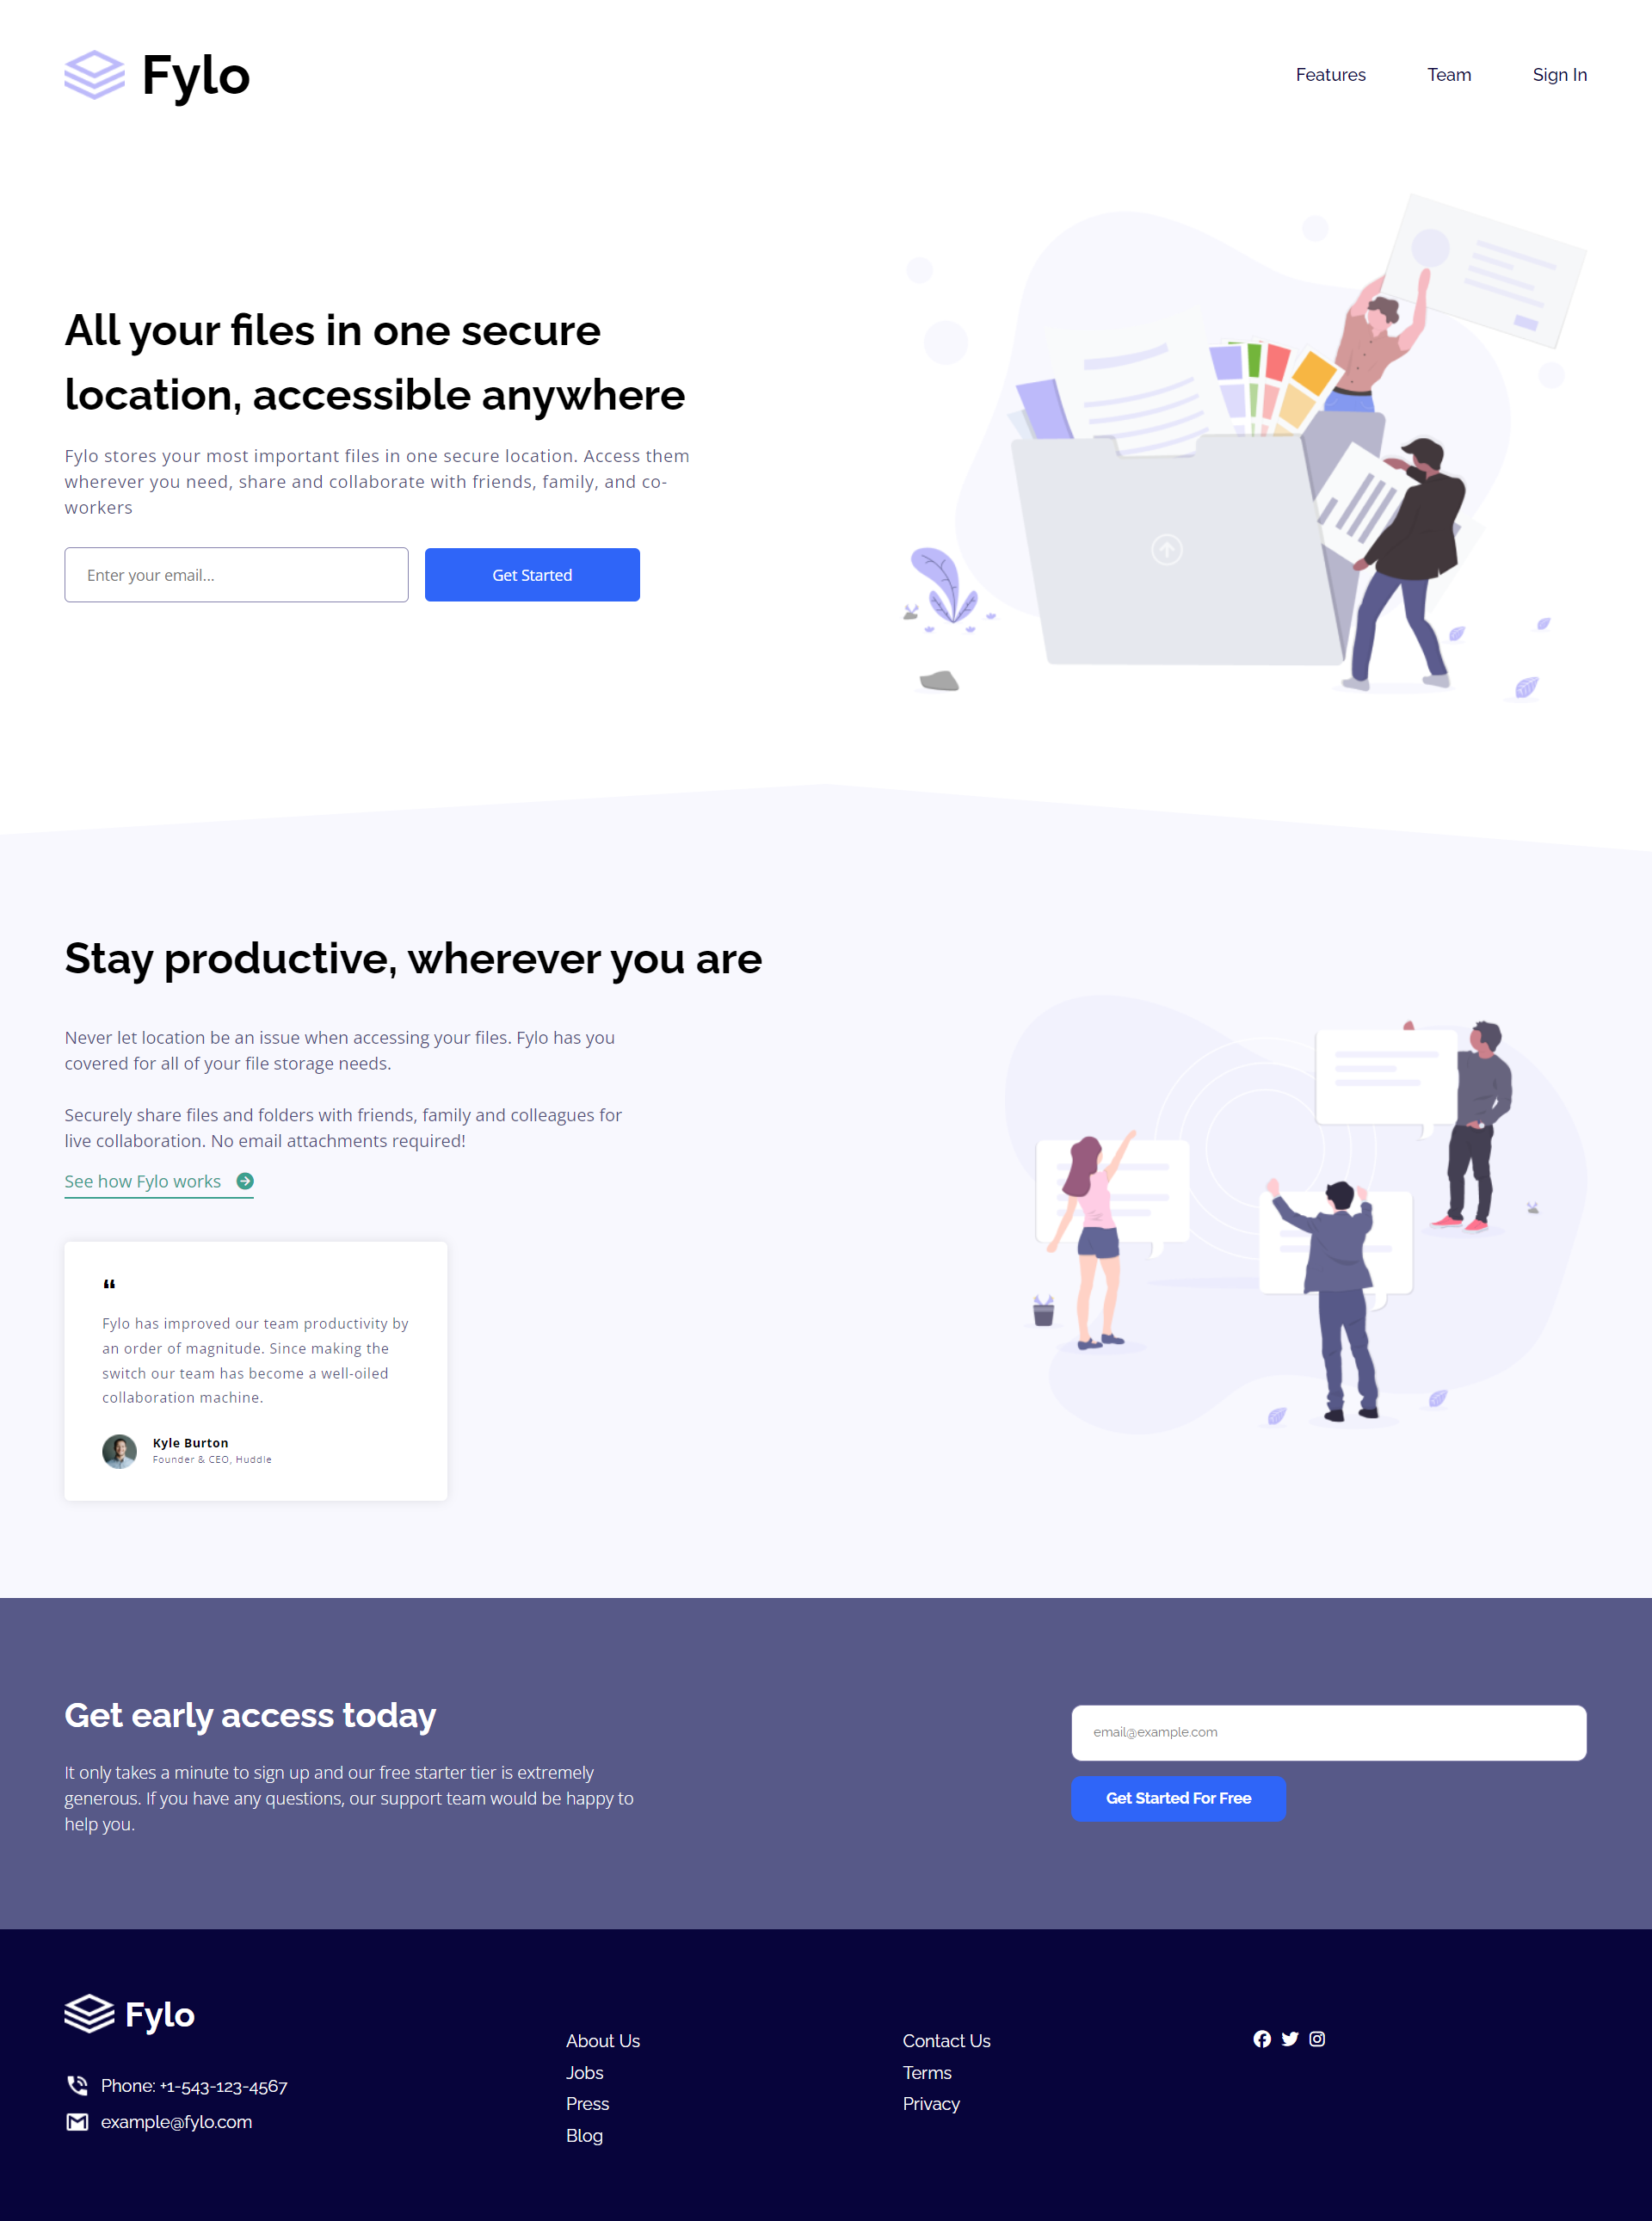 Fylo
Features
Team
Sign In
All your files in one secure
location, accessible anywhere
Fylo stores your most important files in one secure location. Access them
wherever you need, share and collaborate with friends, family, and co-
workers
Enter your email...
Get Started
Stay productive, wherever you are
Never let location be an issue when accessing your files. Fylo has you
covered for all of your file storage needs.
Securely share files and folders with friends, family and colleagues for
live collaboration. No email attachments required!
See how Fylo works
“
Fylo has improved our team productivity by
an order of magnitude. Since making the
switch our team has become a well-oiled
collaboration machine.
Kyle Burton
Founder & CEO, Huddle
Get early access today
It only takes a minute to sign up and our free starter tier is extremely
generous. If you have any questions, our support team would be happy to
help you.
email@example.com
Get Started For Free
Fylo
Phone: +1-543-123-4567
example@fylo.com
About Us
Jobs
Press
Blog
Contact Us
Terms
Privacy